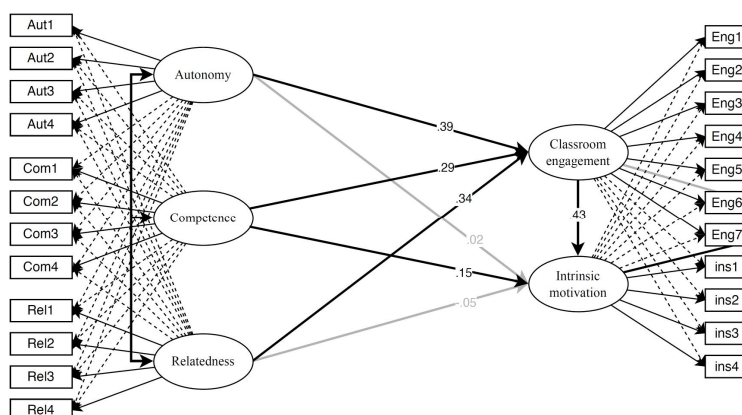 Aut1
Aut2
Aut3
Aut4
Com1
Com2
Com3
Com4
Rel1
Rel2
Rel3
Rel4
Autonomy
Competence
Relatedness
.39
.29
.34
.02
.15
-.05
Classroom
engagement
.43
Intrinsic
motivation
Eng1
Eng2
Eng3
Eng4
Eng5
Eng6
Eng7
ins1
ins2
ins3
ins4